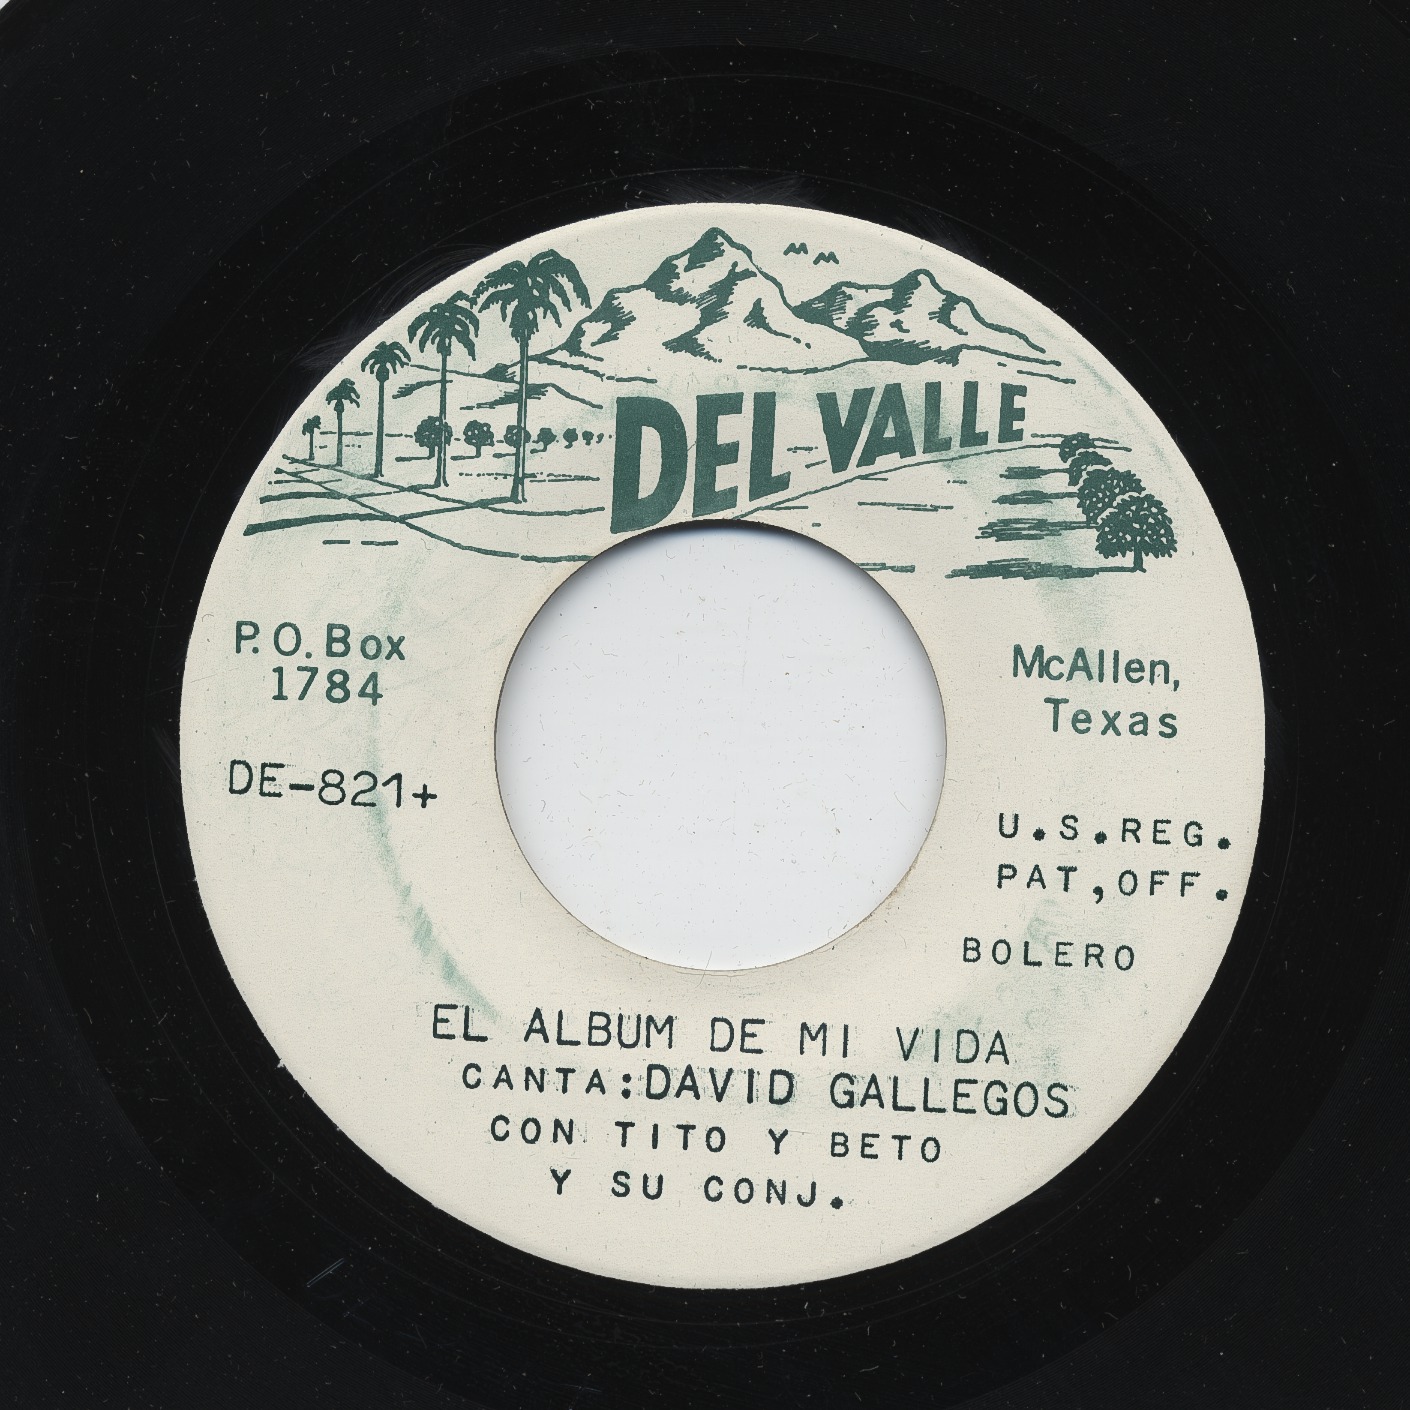 DEL VALLE
P.O. Box
1784
McAllen,
Texas
DE-821+
U.S.REG.
PAT,OFF.
BOLERO
EL ALBUM DE MI VIDA
CANTA:DAVID GALLEGOS
CON TITO Y BETO
Y SU CONJ.